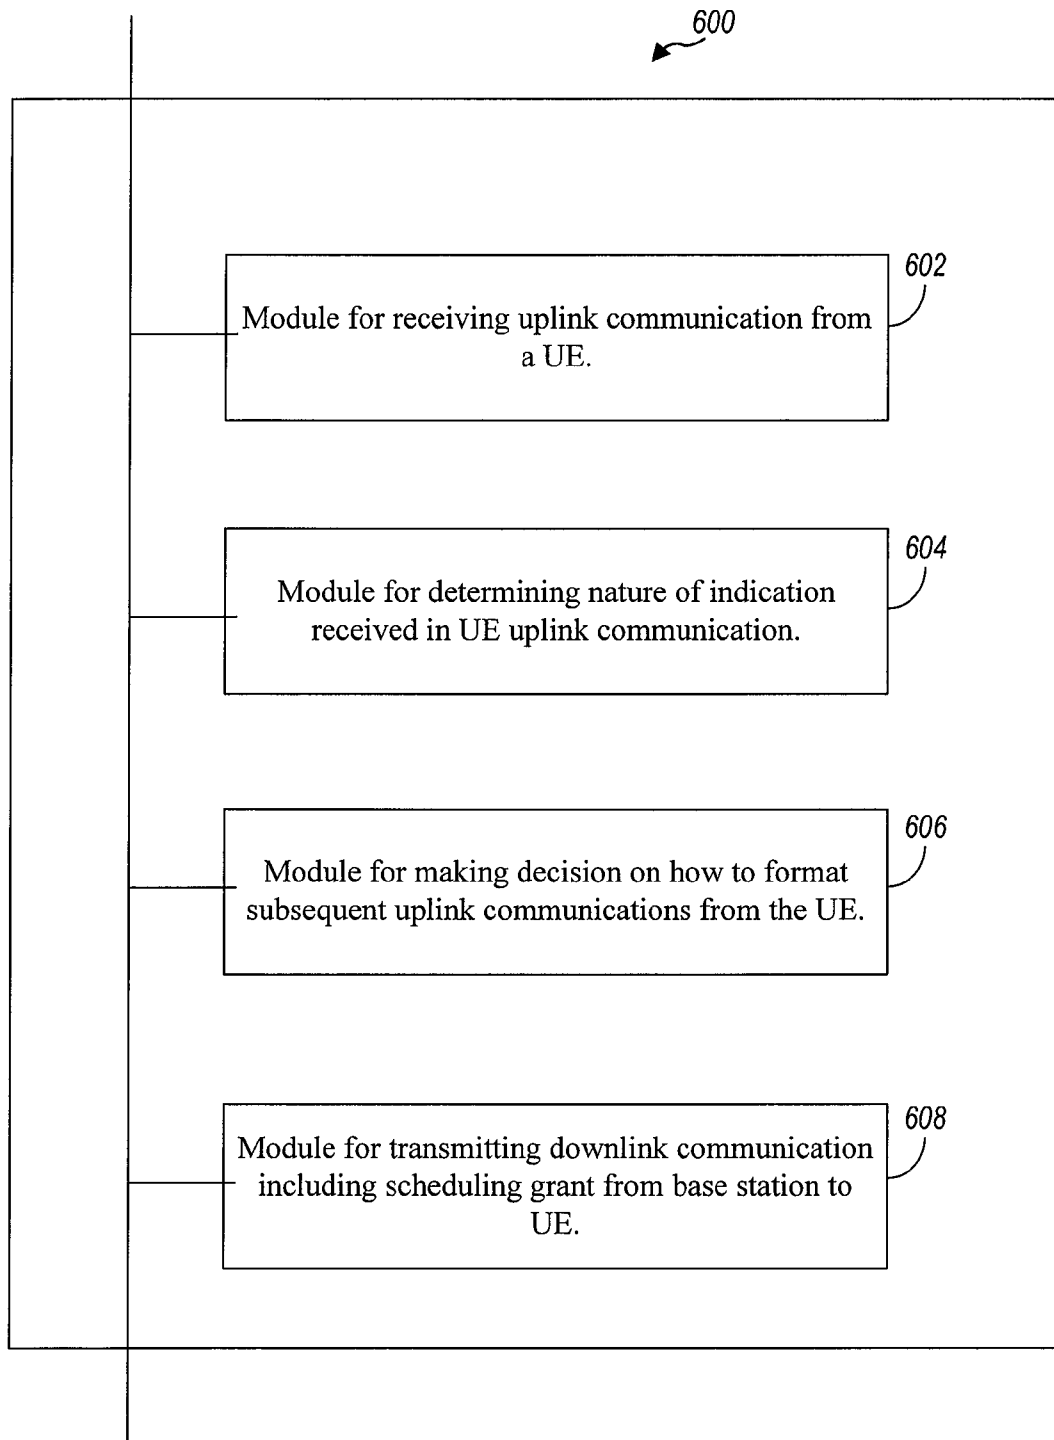 600
602
Module for receiving uplink communication from
a UE.
604
Module for determining nature of indication
received in UE uplink communication.
606
Module for making decision on how to format
subsequent uplink communications from the UE.
608
Module for transmitting downlink communication
including scheduling grant from base station to
UE.